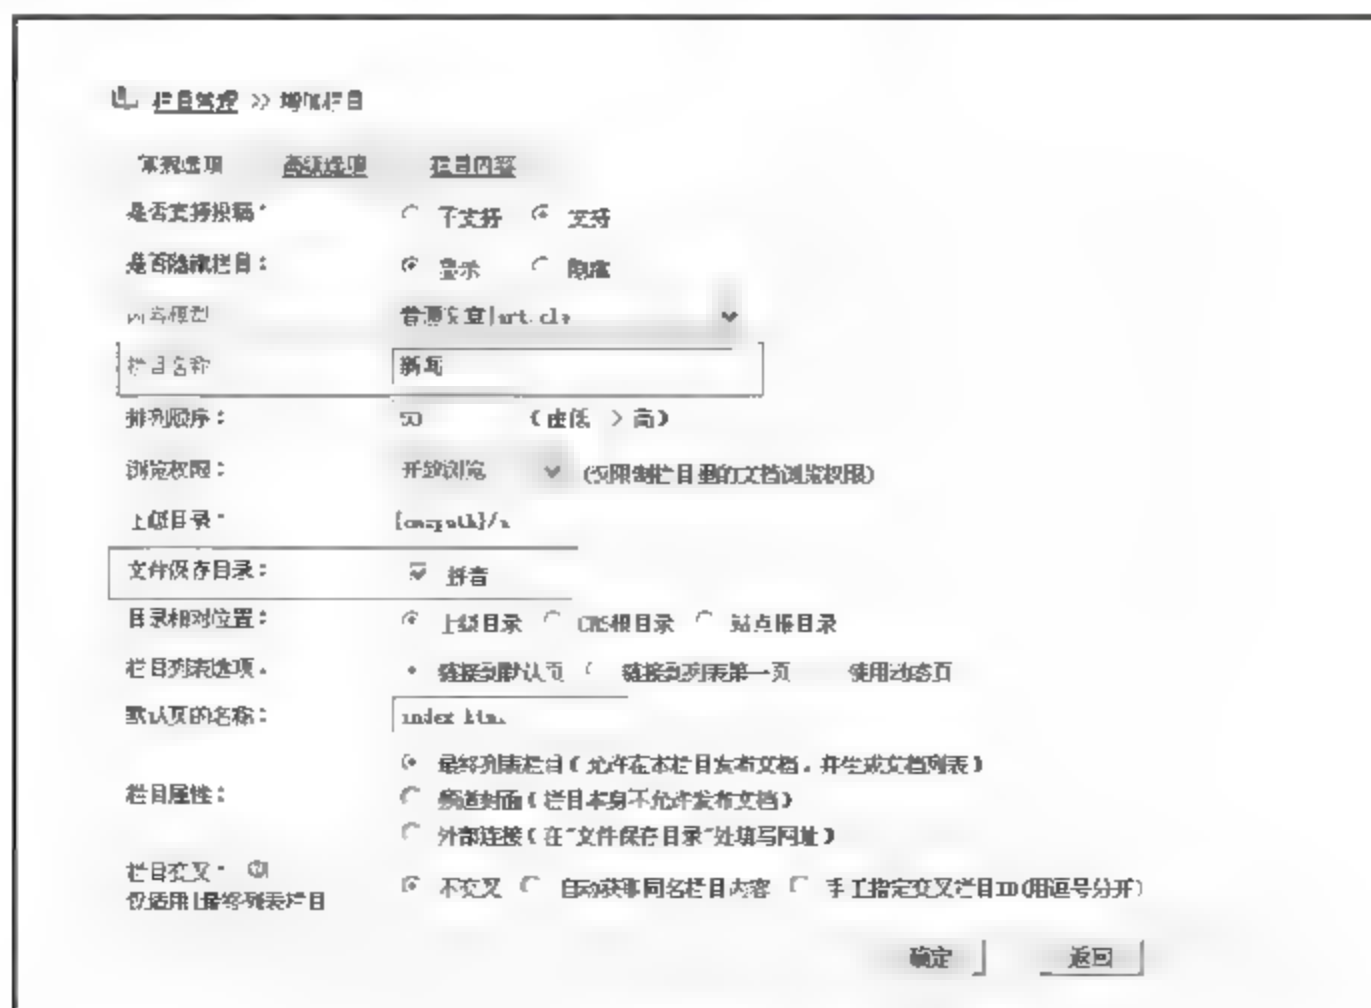 栏目管理 >> 增加栏目
常规选项 高级选项 栏目内容
是否支持投稿： 不支持 支持
是否隐藏栏目： 显示 隐藏
内容模型 普通文章|article
栏目名称 新闻
排列顺序： 50 （由低 > 高）
浏览权限： 开放浏览 (仅限制栏目里的文档浏览权限)
上级目录： {cmspath}/a
文件保存目录： 拼音
目录相对位置： 上级目录 CMS根目录 站点根目录
栏目列表选项： 链接到默认页 链接到列表第一页 使用动态页
默认页的名称： index.html
栏目属性： 最终列表栏目（允许在本栏目发布文档，并生成文档列表）
频道封面（栏目本身不允许发布文档）
外部连接（在"文件保存目录"处填写网址）
栏目交叉：
仅适用[最终列表栏目 不交叉 自动获取同名栏目内容 手工指定交叉栏目ID(用逗号分开)
确定 返回